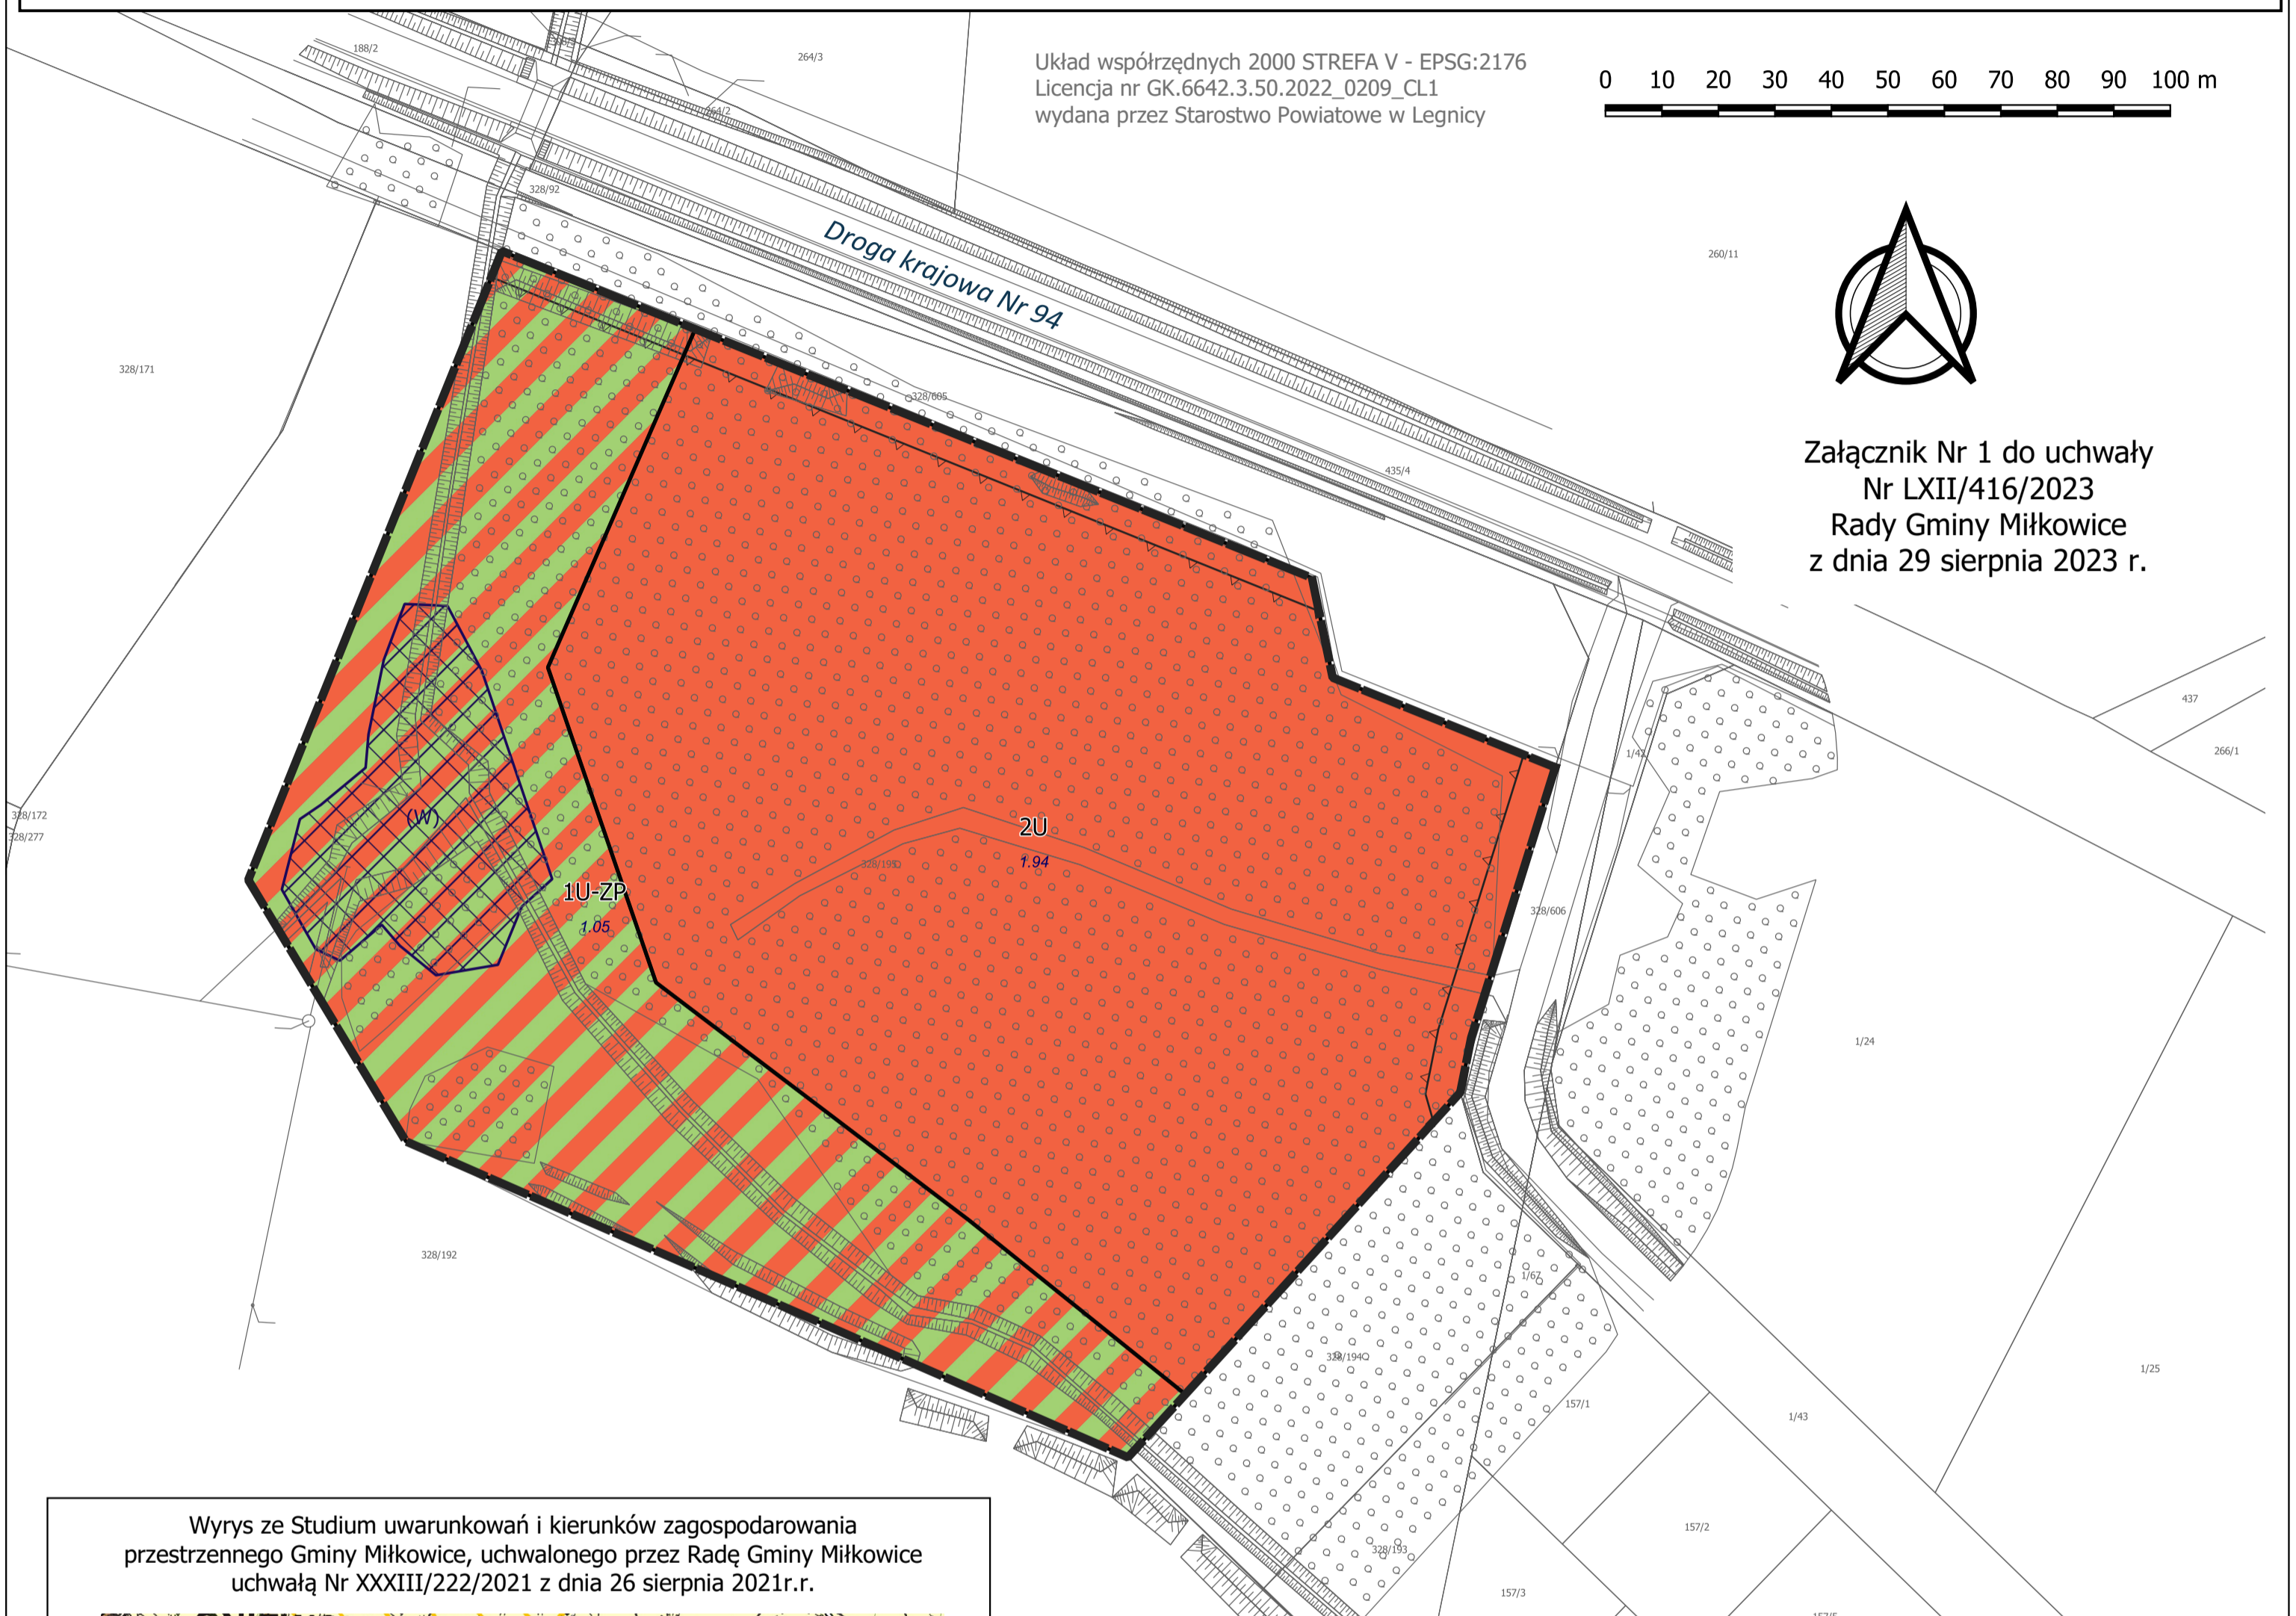 Układ współrzędnych 2000 STREFA V - EPSG:2176
Licencja nr GK.6642.3.50.2022_0209_CL1
wydana przez Starostwo Powiatowe w Legnicy
0 10 20 30 40 50 60 70 80 90 100 m
188/2
264/3
264/2
328/92
Droga krajowa Nr 94
260/11
328/171
328/605
435/4
Załącznik Nr 1 do uchwały
Nr LXII/416/2023
Rady Gminy Miłkowice
z dnia 29 sierpnia 2023 r.
437
266/1
328/172
328/277
(W)
2U
1.94
1U-ZP
1.05
328/606
1/24
328/192
1/67
328/194
1/25
157/1
1/43
157/2
328/193
157/3
Wyrys ze Studium uwarunkowań i kierunków zagospodarowania
przestrzennego Gminy Miłkowice, uchwalonego przez Radę Gminy Miłkowice
uchwałą Nr XXXIII/222/2021 z dnia 26 sierpnia 2021r.r.